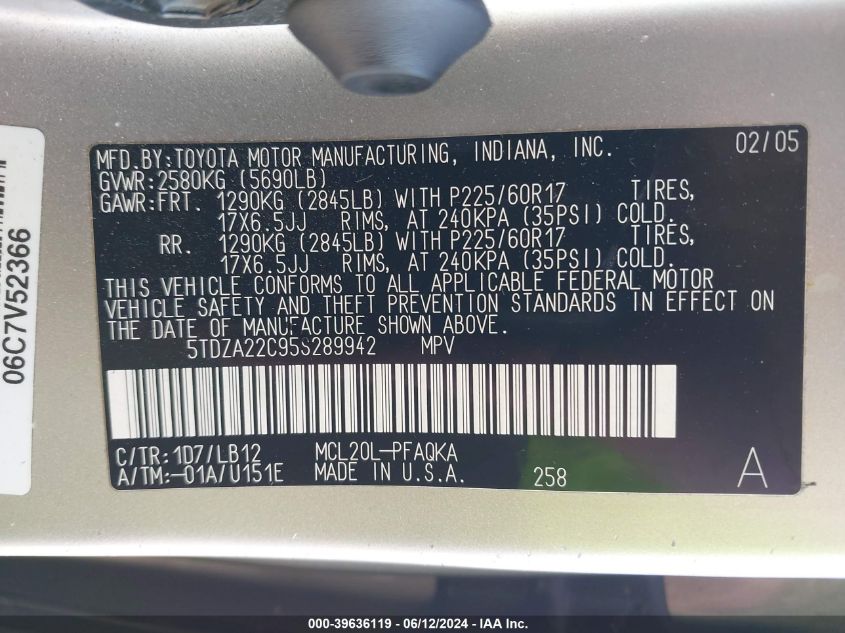 MFD.BY:TOYOTA MOTOR MANUFACTURING, INDIANA, INC. 02/05
GVWR:2580KG (5690LB)
GAWR:FRT. 1290KG (2845LB) WITH P225/60R17 TIRES,
17X6.5JJ RIMS, AT 240KPA (35PSI) COLD.
RR. 1290KG (2845LB) WITH P225/60R17 TIRES,
17X6.5JJ RIMS, AT 240KPA (35PSI) COLD.
THIS VEHICLE CONFORMS TO ALL APPLICABLE FEDERAL MOTOR
VEHICLE SAFETY AND THEFT PREVENTION STANDARDS IN EFFECT ON
THE DATE OF MANUFACTURE SHOWN ABOVE.
5TDZA22C95S289942 MPV
C/TR:1D7/LB12 MCL20L-PFAQKA
A/TM:-01A/U151E MADE IN U.S.A. 258 A
06C7V52366
000-39636119 - 06/12/2024 - IAA Inc.